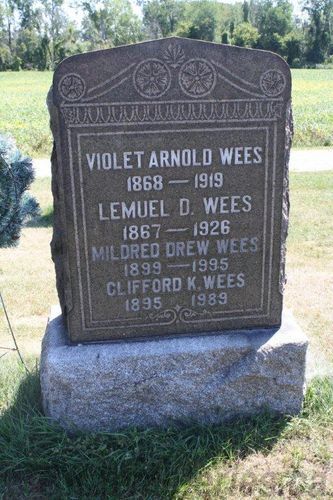 VIOLET ARNOLD WEES
1868 — 1919
LEMUEL D. WEES
1867 — 1926
MILDRED DREW WEES
1899 — 1995
CLIFFORD K. WEES
1895 1989